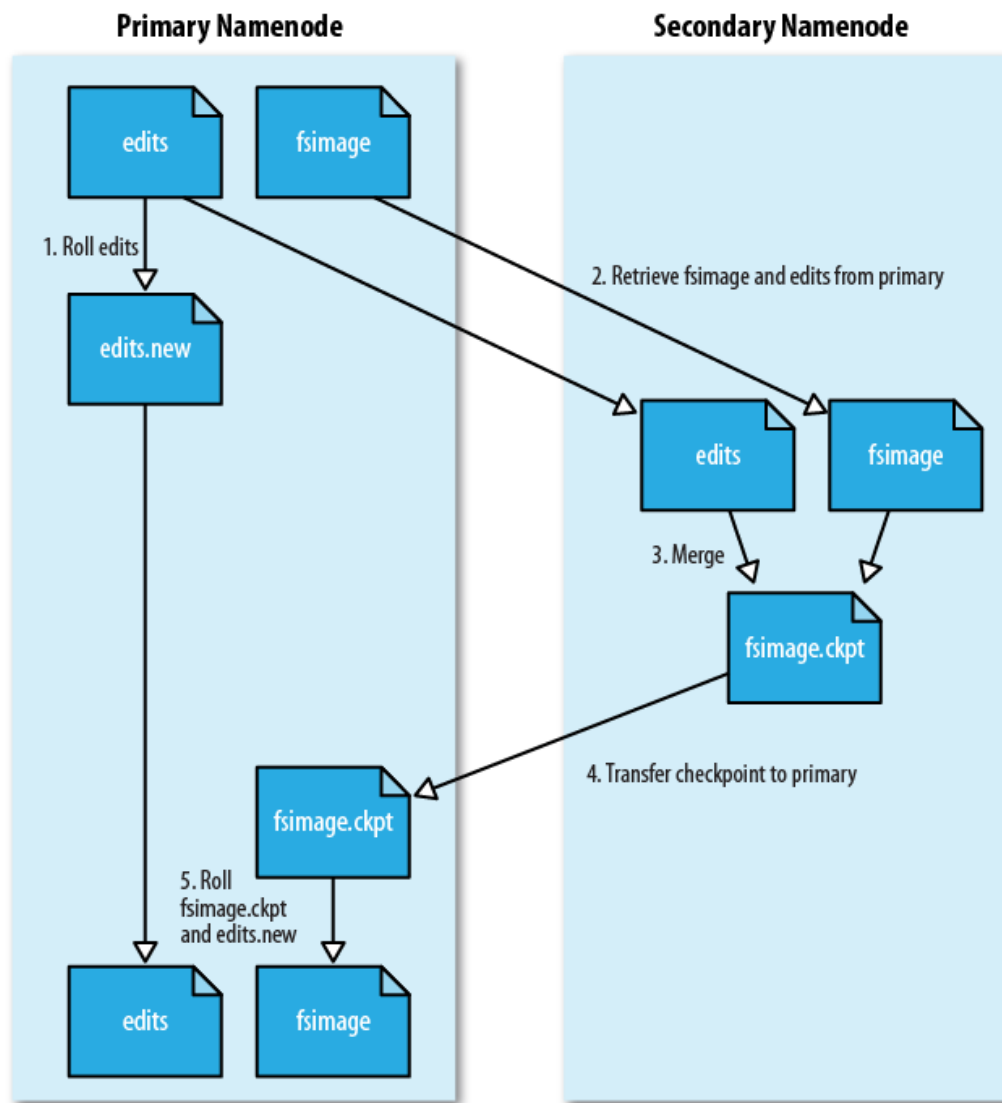 Primary Namenode
Secondary Namenode
edits
fsimage
1. Roll edits
2. Retrieve fsimage and edits from primary
edits.new
edits
fsimage
3. Merge
fsimage.ckpt
4. Transfer checkpoint to primary
fsimage.ckpt
5. Roll
fsimage.ckpt
and edits.new
edits
fsimage